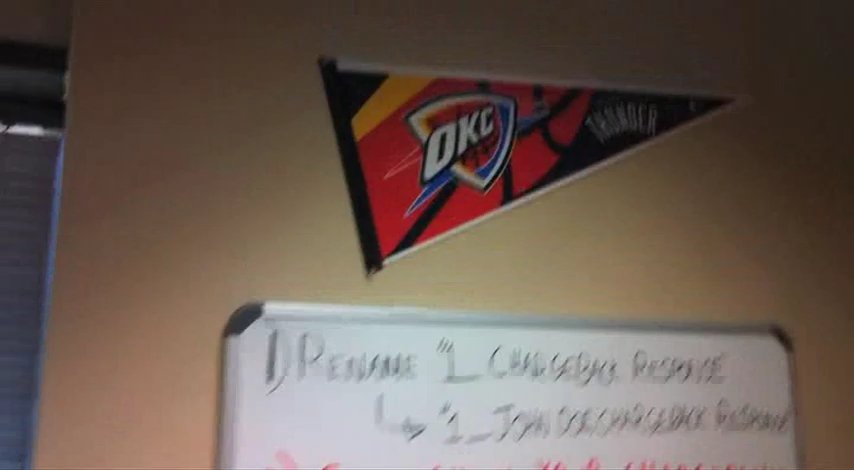 OKC
THUNDER
1) RENAME "1_CHARGEBACK RESPONSE
↳ "1_JOHN DOE CHARGEBACK RESPONSE